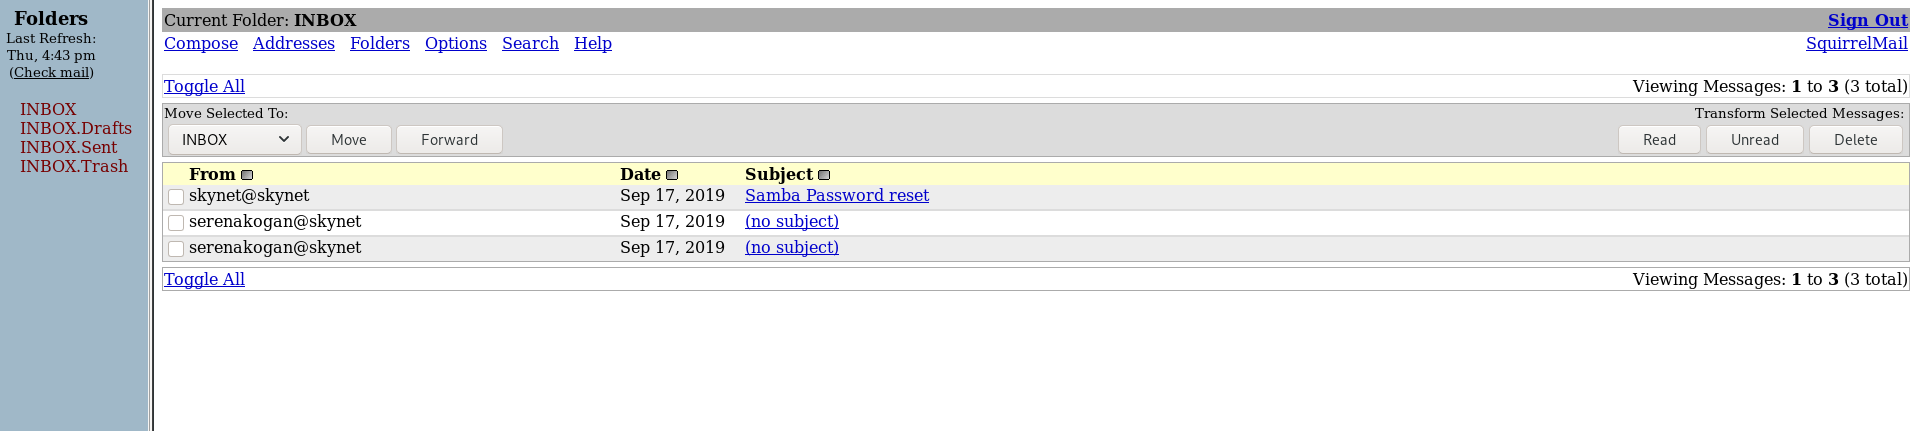 Folders
Last Refresh:
Thu, 4:43 pm
(Check mail)
INBOX
INBOX.Drafts
INBOX.Sent
INBOX.Trash
Current Folder: INBOX Sign Out
Compose Addresses Folders Options Search Help SquirrelMail
Toggle All Viewing Messages: 1 to 3 (3 total)
Move Selected To: Transform Selected Messages:
INBOX Move Forward Read Unread Delete
From Date Subject
skynet@skynet Sep 17, 2019 Samba Password reset
serenakogan@skynet Sep 17, 2019 (no subject)
serenakogan@skynet Sep 17, 2019 (no subject)
Toggle All Viewing Messages: 1 to 3 (3 total)